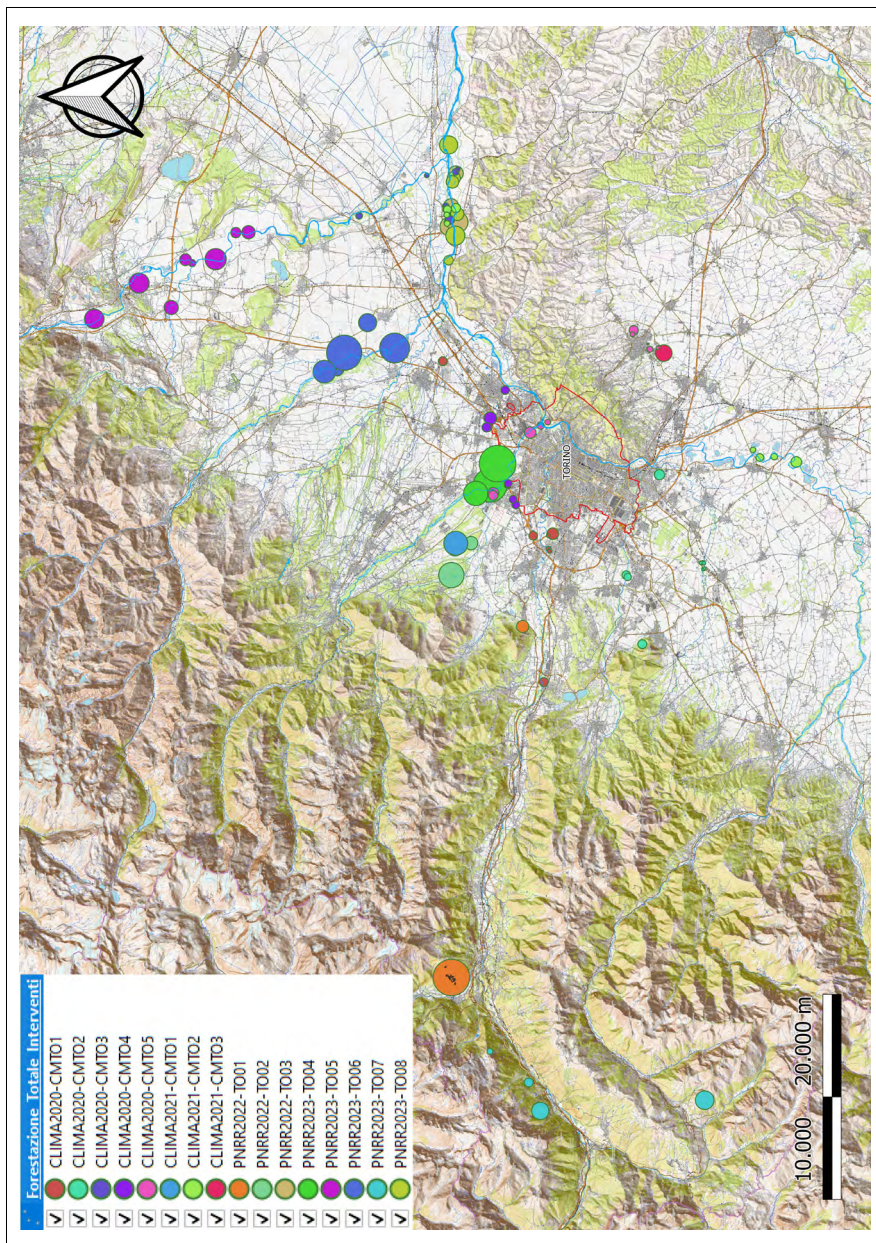 Forestazione Totale Interventi
CLIMA2020-CMTO1
CLIMA2020-CMTO2
CLIMA2020-CMTO3
CLIMA2020-CMTO4
CLIMA2020-CMTO5
CLIMA2021-CMTO1
CLIMA2021-CMTO2
CLIMA2021-CMTO3
PNRR2022-TO01
PNRR2022-TO02
PNRR2022-TO03
PNRR2023-TO04
PNRR2023-TO05
PNRR2023-TO06
PNRR2023-TO07
PNRR2023-TO08
TORINO
10.000 20.000 m